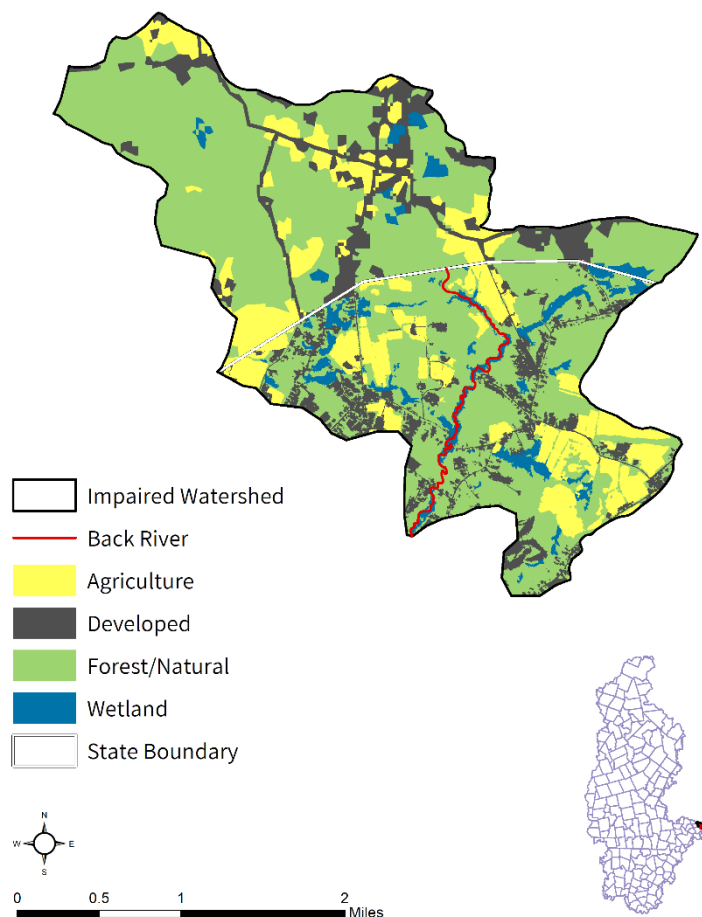 Impaired Watershed
Back River
Agriculture
Developed
Forest/Natural
Wetland
State Boundary
N
W E
S
0 0.5 1 2
Miles